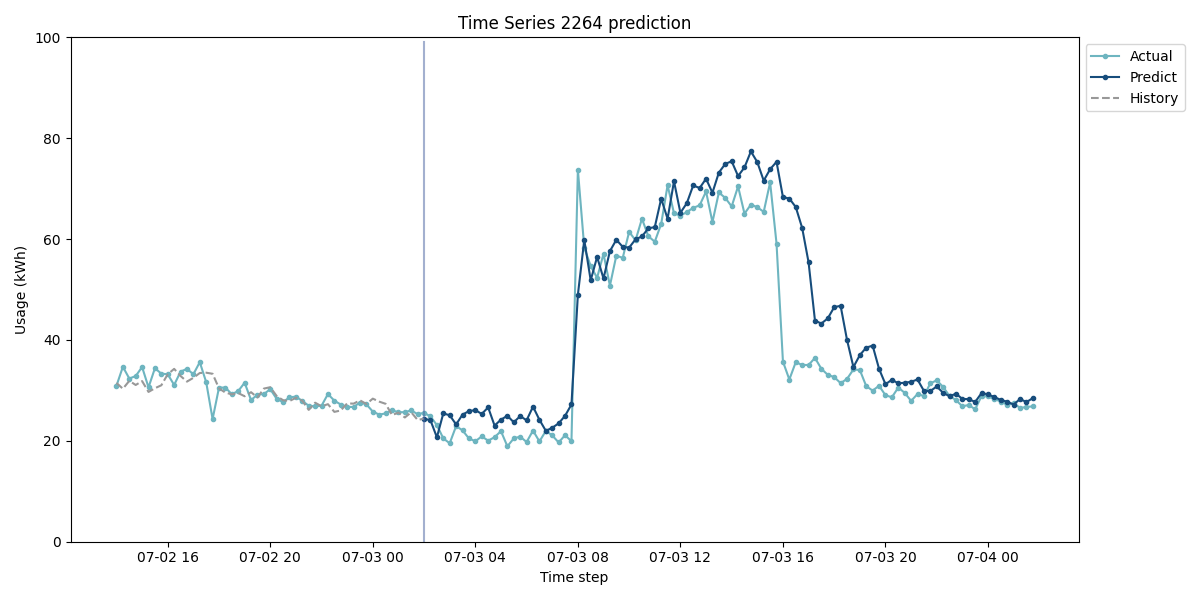 Time Series 2264 prediction
100
80
60
40
20
0
Usage (kWh)
07-02 16
07-02 20
07-03 00
07-03 04
07-03 08
07-03 12
07-03 16
07-03 20
07-04 00
Time step
Actual
Predict
History